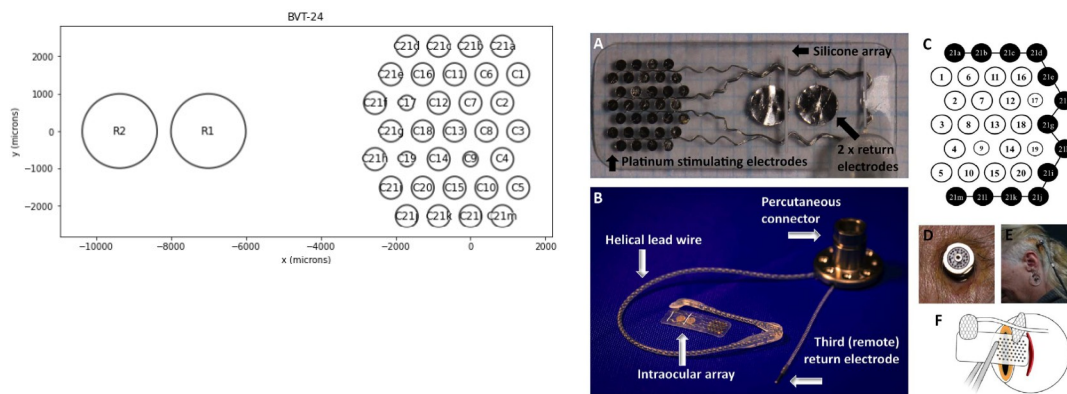 BVT-24
y (microns)
2000
1000
0
-1000
-2000
R2
R1
C21d
C21c
C21b
C21a
C21e
C16
C11
C6
C1
C21f
C17
C12
C7
C2
C21g
C18
C13
C8
C3
C21h
C19
C14
C9
C4
C21i
C20
C15
C10
C5
C21j
C21k
C21l
C21m
-10000
-8000
-6000
-4000
-2000
0
2000
x (microns)
A
Silicone array
2 x return
electrodes
Platinum stimulating electrodes
B
Percutaneous
connector
Helical lead wire
Third (remote)
return electrode
Intraocular array
C
21a
21b
21c
21d
1
6
11
16
21e
2
7
12
17
3
8
13
18
21g
4
9
14
19
5
10
15
20
21i
21m
21l
21k
21j
D
E
F